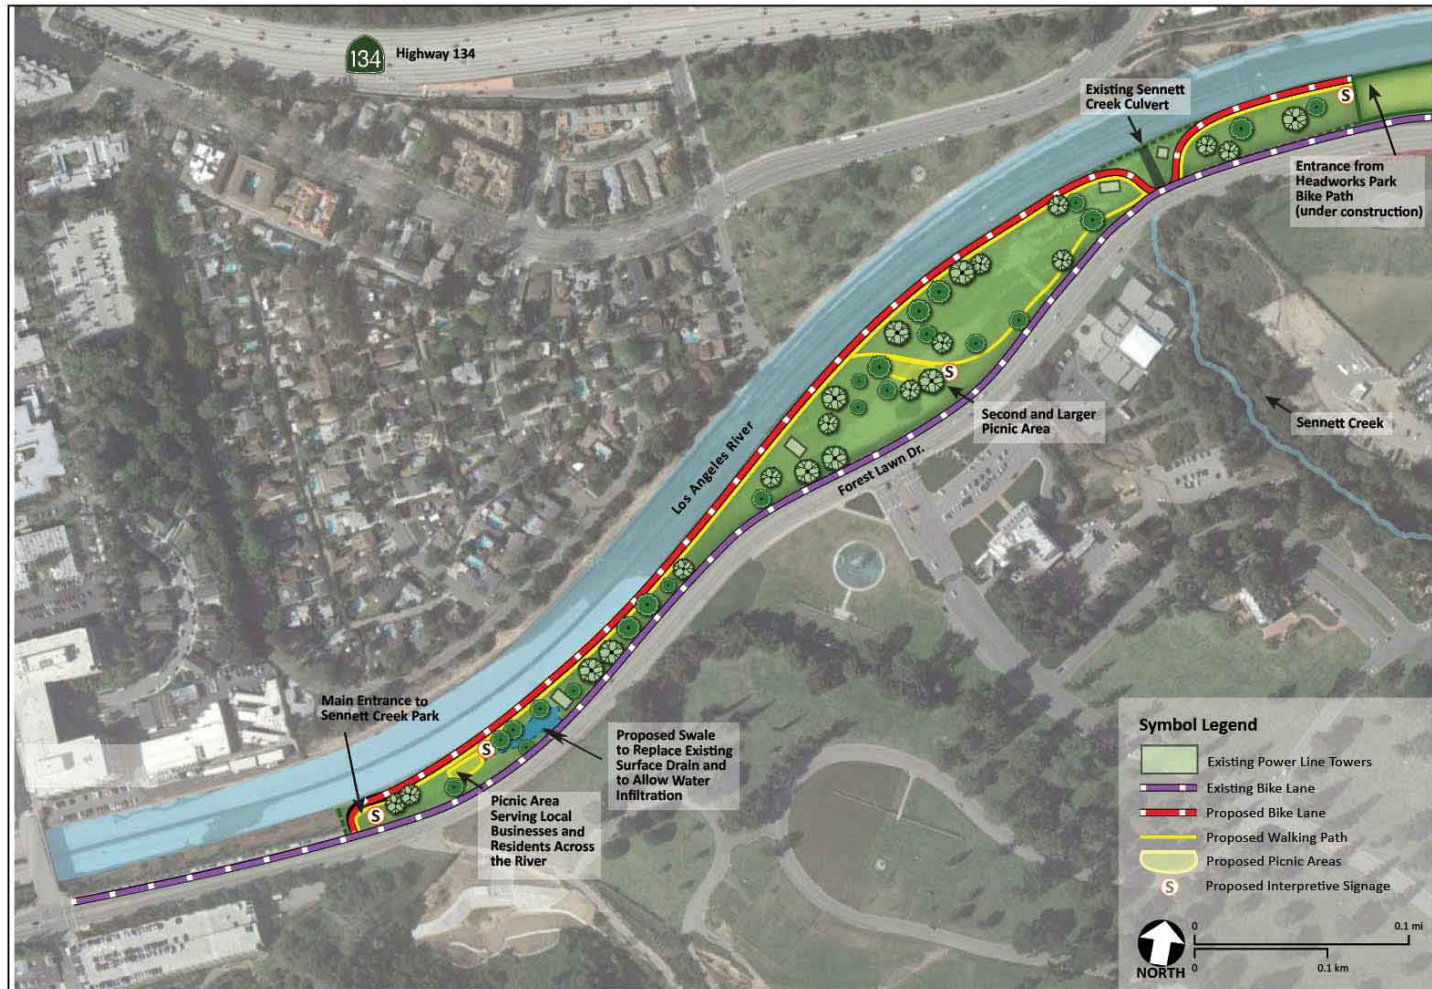 134
Highway 134
Existing Sennett
Creek Culvert
S
Entrance from
Headworks Park
Bike Path
(under construction)
S
Second and Larger
Picnic Area
Sennett Creek
Los Angeles River
Forest Lawn Dr.
Main Entrance to
Sennett Creek Park
S
S
Proposed Swale
to Replace Existing
Surface Drain and
to Allow Water
Infiltration
Picnic Area
Serving Local
Businesses and
Residents Across
the River
Symbol Legend
Existing Power Line Towers
Existing Bike Lane
Proposed Bike Lane
Proposed Walking Path
Proposed Picnic Areas
S Proposed Interpretive Signage
NORTH
0 0.1 mi
0 0.1 km